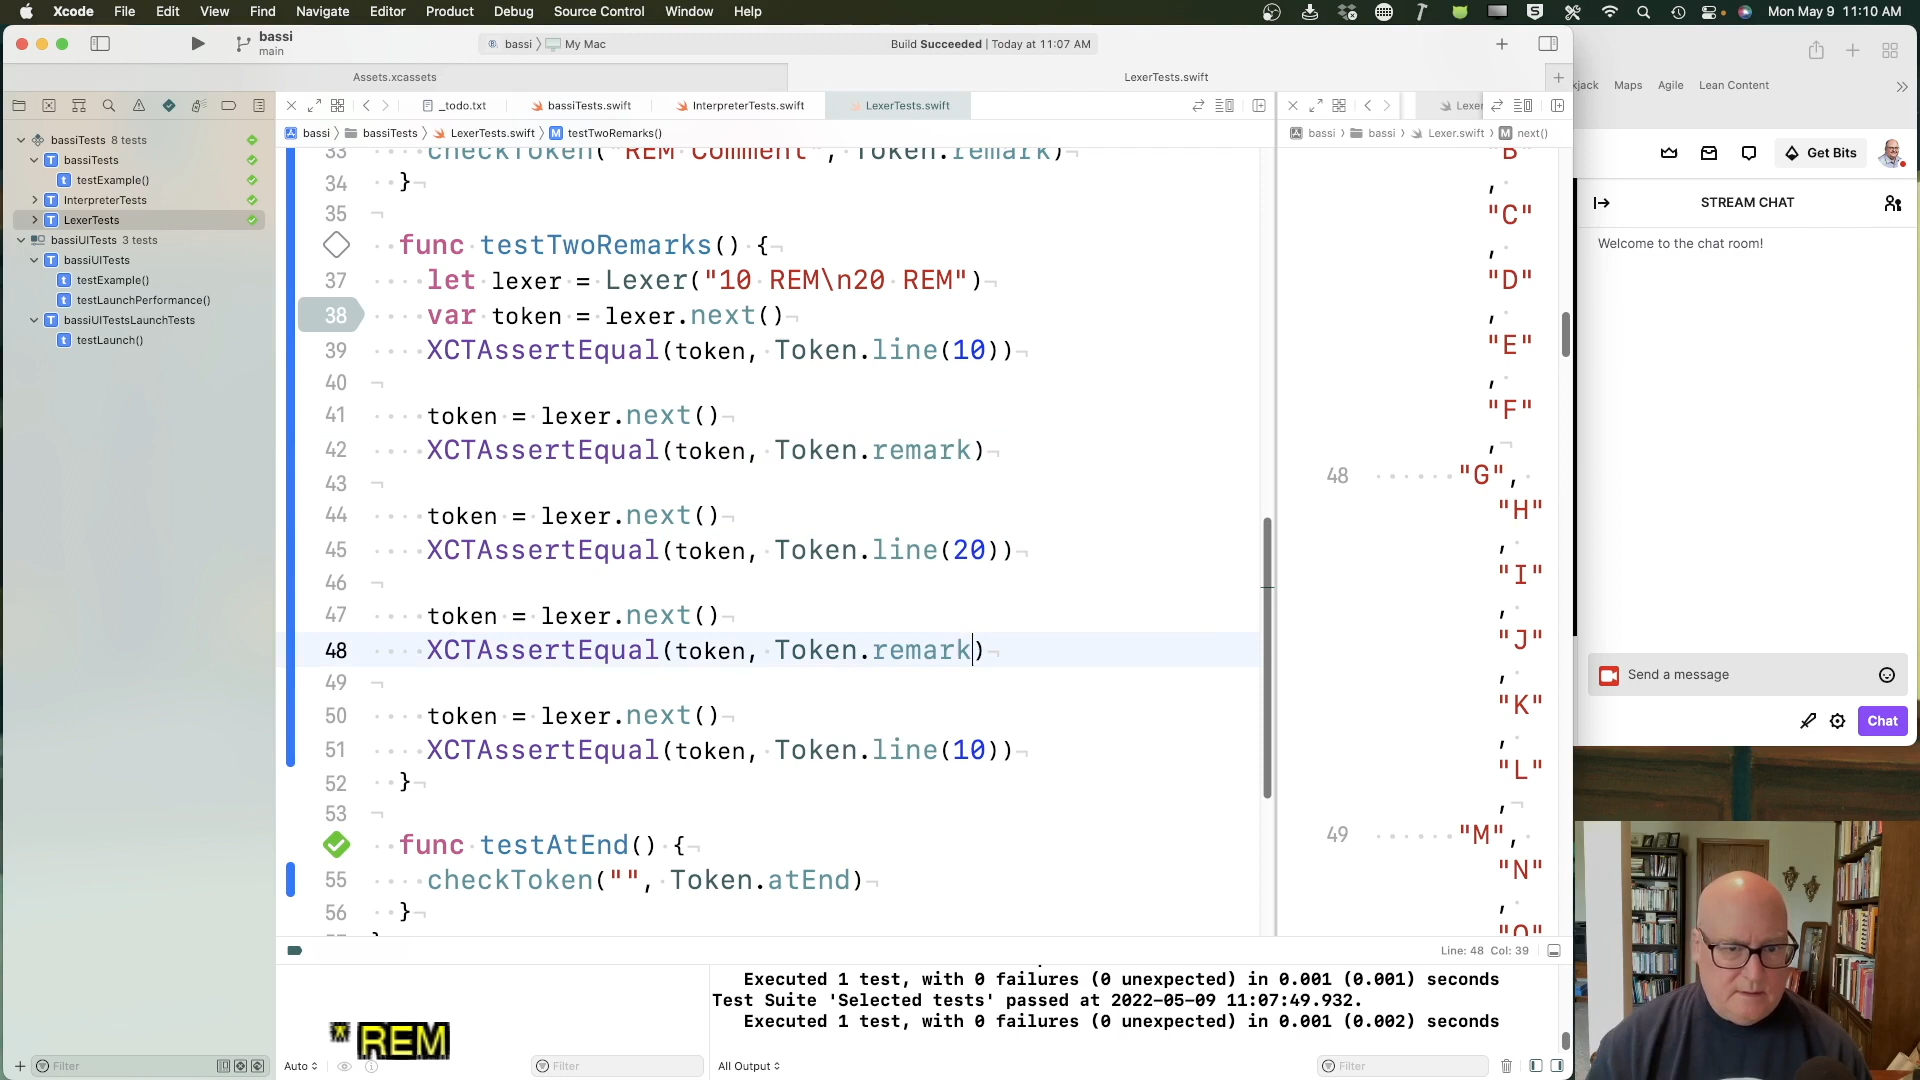 Xcode File Edit View Find Navigate Editor Product Debug Source Control Window Help Mon May 9 11:10 AM
bassi
main
bassi My Mac
Build Succeeded | Today at 11:07 AM
Assets.xcassets
LexerTests.swift
_todo.txt bassiTests.swift InterpreterTests.swift LexerTests.swift
bassi bassiTests LexerTests.swift testTwoRemarks()
bassi bassi Lexer.swift next()
bassiTests 8 tests
bassiTests
testExample()
InterpreterTests
LexerTests
bassiUITests 3 tests
bassiUITests
testExample()
testLaunchPerformance()
bassiUITestsLaunchTests
testLaunch()
33 checkToken("REM Comment", Token.remark)
34 }
35
func testTwoRemarks() {
37 let lexer = Lexer("10 REM\n20 REM")
38 var token = lexer.next()
39 XCTAssertEqual(token, Token.line(10))
40
41 token = lexer.next()
42 XCTAssertEqual(token, Token.remark)
43
44 token = lexer.next()
45 XCTAssertEqual(token, Token.line(20))
46
47 token = lexer.next()
48 XCTAssertEqual(token, Token.remark)
49
50 token = lexer.next()
51 XCTAssertEqual(token, Token.line(10))
52 }
53
func testAtEnd() {
55 checkToken("", Token.atEnd)
56 }
"B"
,
"C"
,
"D"
,
"E"
,
"F"
,
48 "G",
"H"
,
"I"
,
"J"
,
"K"
,
"L"
,
49 "M",
"N"
,
Line: 48 Col: 39
Executed 1 test, with 0 failures (0 unexpected) in 0.001 (0.001) seconds
Test Suite 'Selected tests' passed at 2022-05-09 11:07:49.932.
Executed 1 test, with 0 failures (0 unexpected) in 0.001 (0.002) seconds
* REM
Filter
Auto
Filter
All Output
Filter
kjack Maps Agile Lean Content
Get Bits
STREAM CHAT
Welcome to the chat room!
Send a message
Chat